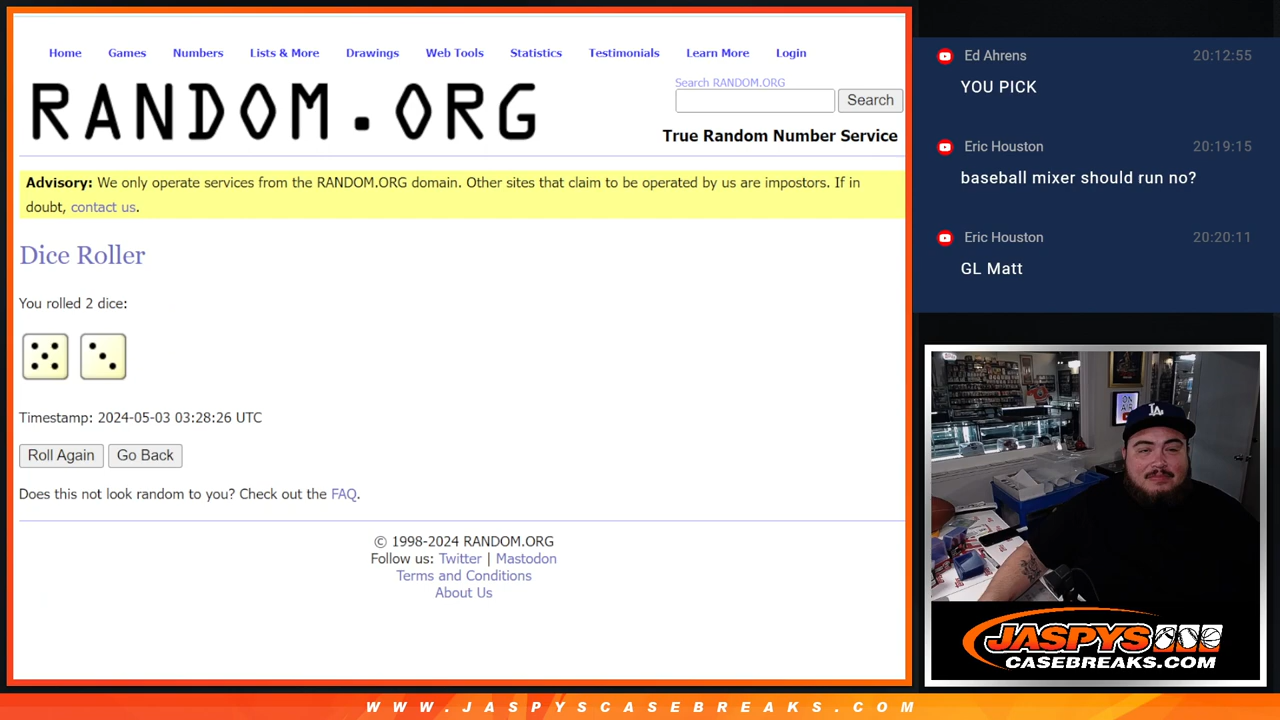 Home Games Numbers Lists & More Drawings Web Tools Statistics Testimonials Learn More Login
RANDOM.ORG
Search RANDOM.ORG
Search
True Random Number Service
Advisory: We only operate services from the RANDOM.ORG domain. Other sites that claim to be operated by us are impostors. If in
doubt, contact us.
Dice Roller
You rolled 2 dice:
Timestamp: 2024-05-03 03:28:26 UTC
Roll Again Go Back
Does this not look random to you? Check out the FAQ.
© 1998-2024 RANDOM.ORG
Follow us: Twitter | Mastodon
Terms and Conditions
About Us
Ed Ahrens 20:12:55
YOU PICK
Eric Houston 20:19:15
baseball mixer should run no?
Eric Houston 20:20:11
GL Matt
ON
AIR
LA
JASPYS
CASEBREAKS.COM
WWW.JASPYSCASEBREAKS.COM